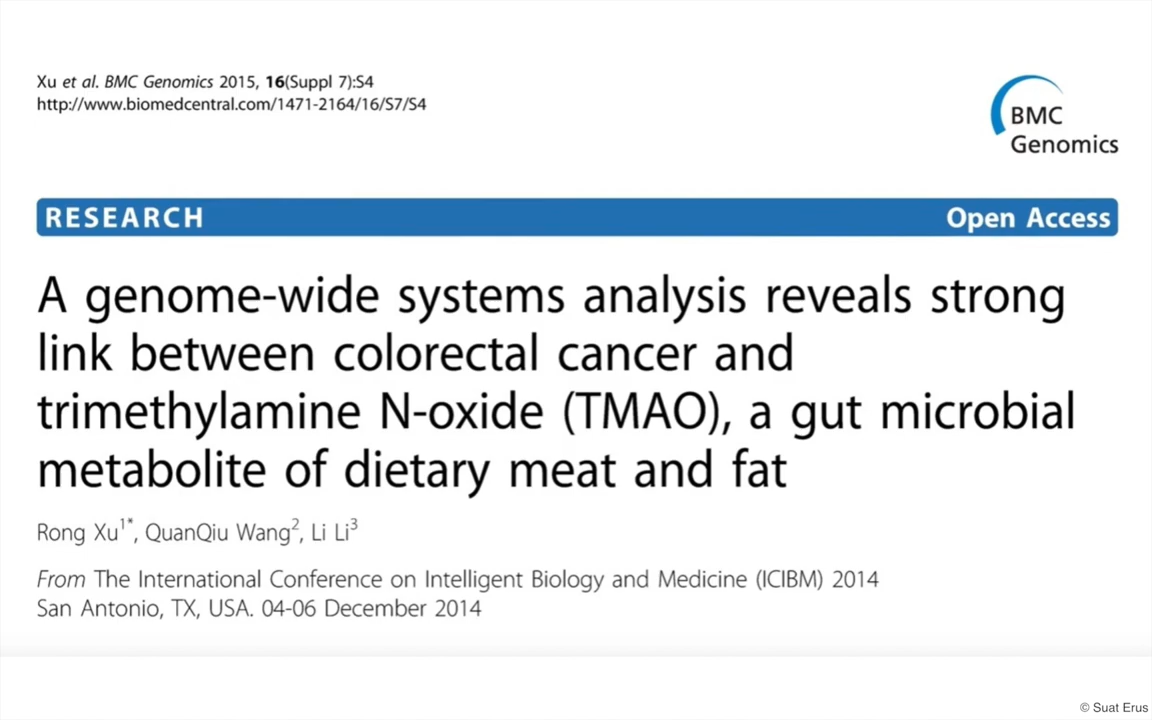 Xu et al. BMC Genomics 2015, 16(Suppl 7):S4
http://www.biomedcentral.com/1471-2164/16/S7/S4
BMC
Genomics
RESEARCH Open Access
A genome-wide systems analysis reveals strong
link between colorectal cancer and
trimethylamine N-oxide (TMAO), a gut microbial
metabolite of dietary meat and fat
Rong Xu1*, QuanQiu Wang2, Li Li3
From The International Conference on Intelligent Biology and Medicine (ICIBM) 2014
San Antonio, TX, USA. 04-06 December 2014
© Suat Erus